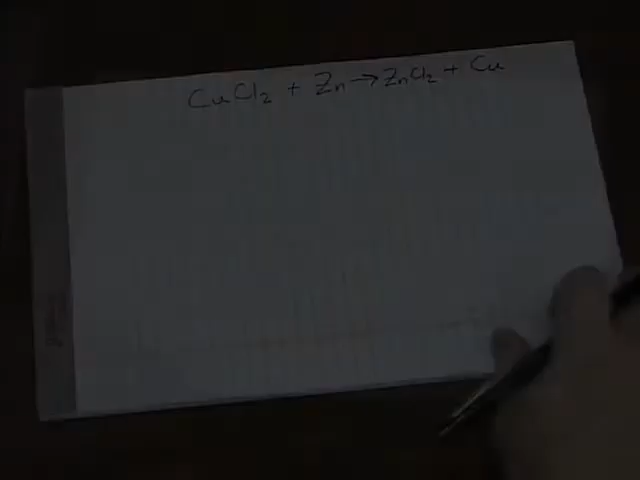 CuCl₂ + Zn → ZnCl₂ + Cu